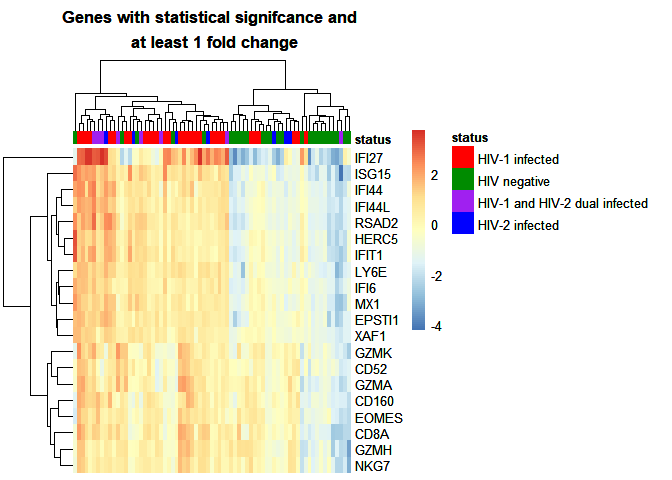 Genes with statistical signifcance and
at least 1 fold change
status
IFI27
ISG15
IFI44
IFI44L
RSAD2
HERC5
IFIT1
LY6E
IFI6
MX1
EPSTI1
XAF1
GZMK
CD52
GZMA
CD160
EOMES
CD8A
GZMH
NKG7
2
0
-2
-4
status
HIV-1 infected
HIV negative
HIV-1 and HIV-2 dual infected
HIV-2 infected